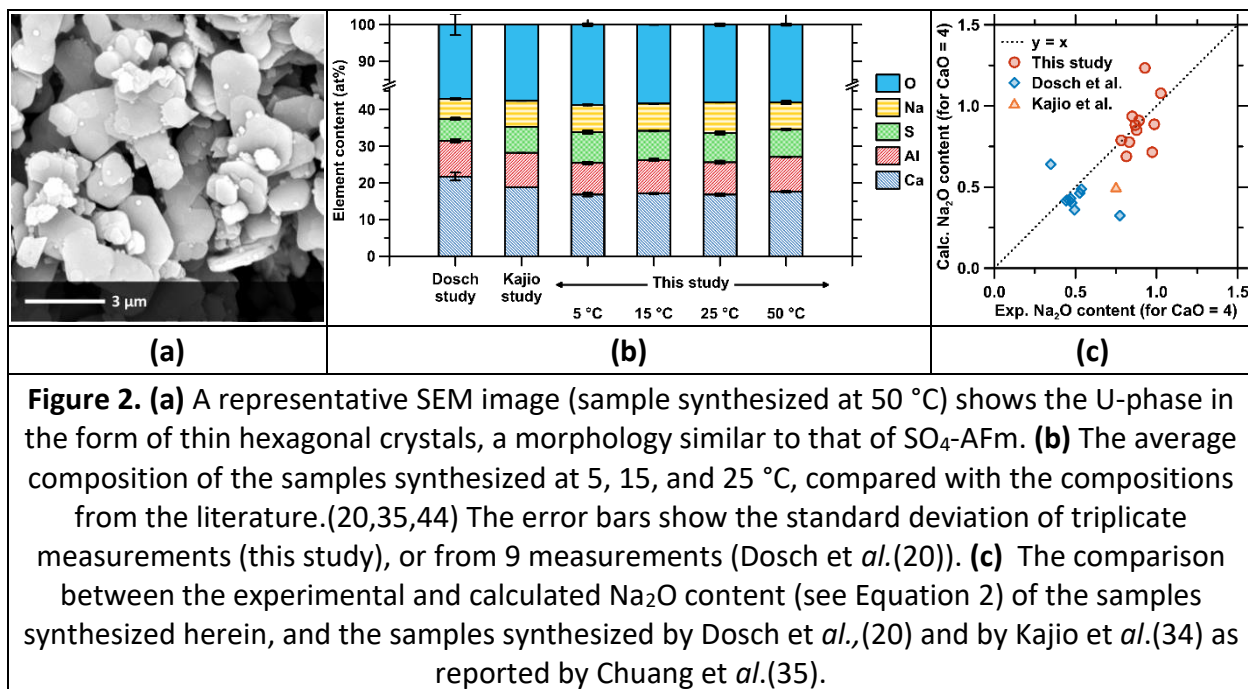 3 μm
100
90
40
30
20
10
0
Element content (at%)
O
Na
S
Al
Ca
Dosch study
Kajio study
This study
5 °C
15 °C
25 °C
50 °C
1.5
1.0
0.5
0.0
Calc. Na₂O content (for CaO = 4)
y = x
This study
Dosch et al.
Kajio et al.
0.0
0.5
1.0
1.5
Exp. Na₂O content (for CaO = 4)
(a)
(b)
(c)
Figure 2. (a) A representative SEM image (sample synthesized at 50 °C) shows the U-phase in
the form of thin hexagonal crystals, a morphology similar to that of SO₄-AFm. (b) The average
composition of the samples synthesized at 5, 15, and 25 °C, compared with the compositions
from the literature.(20,35,44) The error bars show the standard deviation of triplicate
measurements (this study), or from 9 measurements (Dosch et al.(20)). (c) The comparison
between the experimental and calculated Na₂O content (see Equation 2) of the samples
synthesized herein, and the samples synthesized by Dosch et al.,(20) and by Kajio et al.(34) as
reported by Chuang et al.(35).